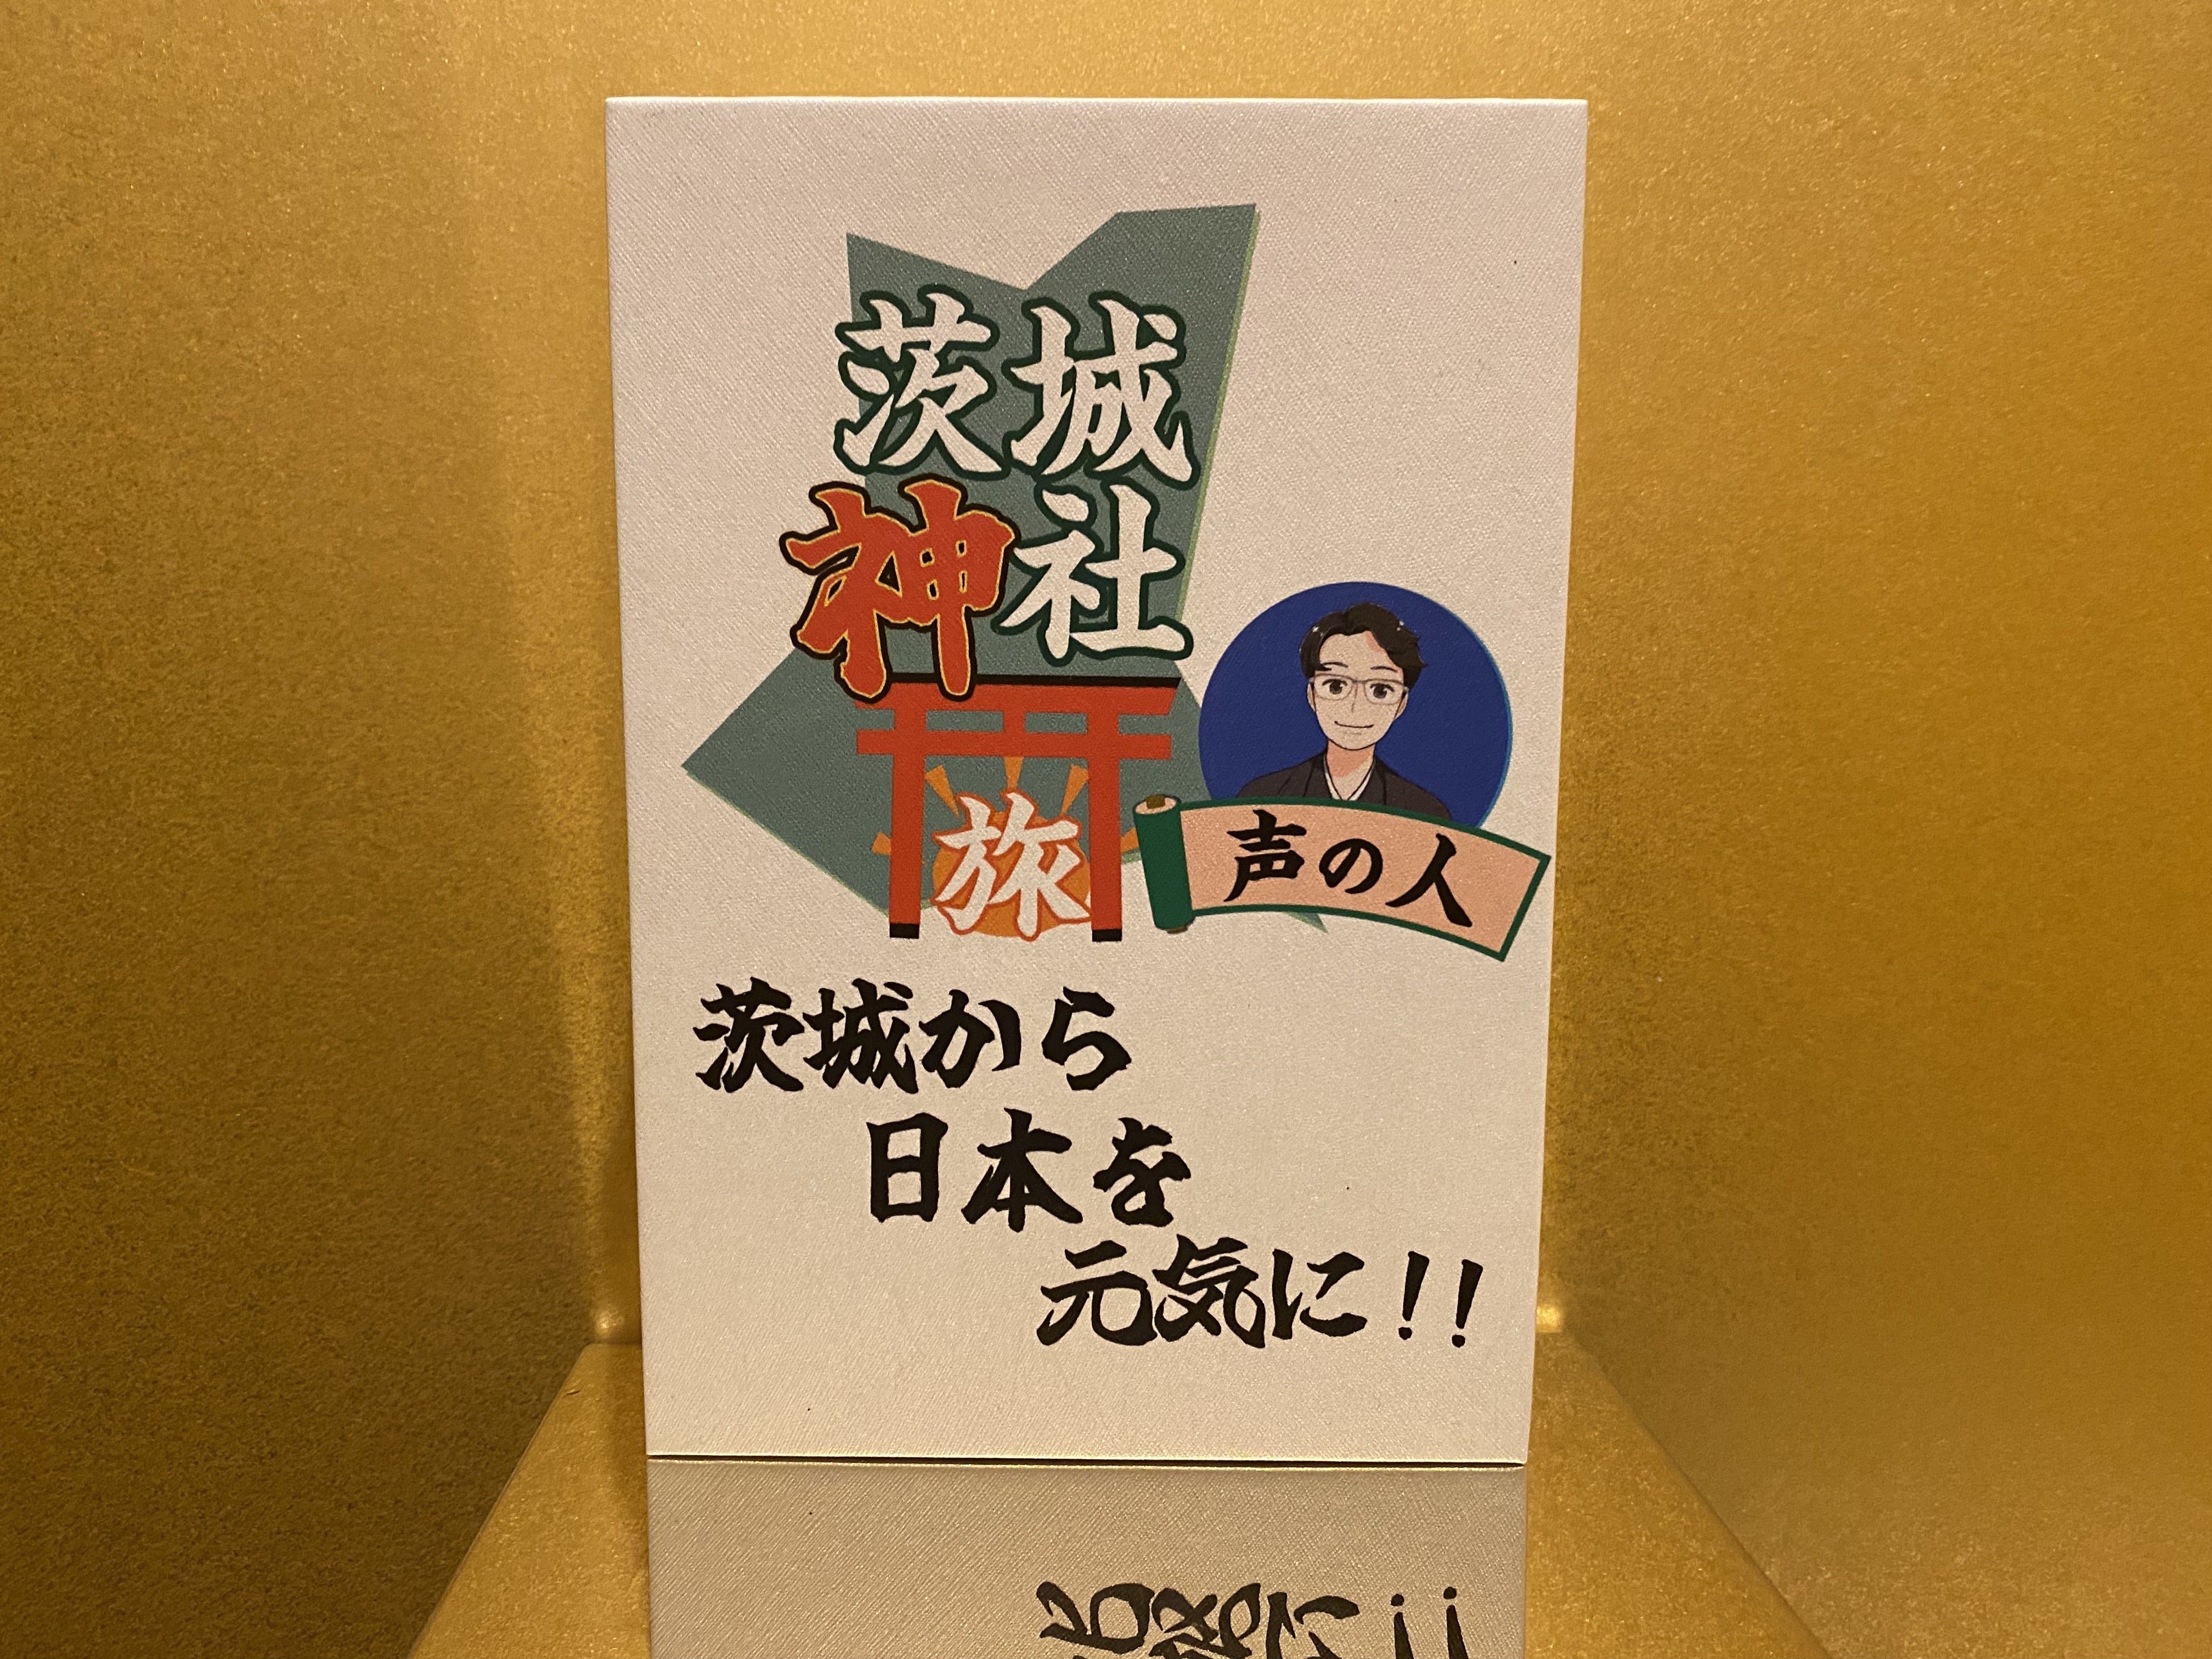 茨城
神社
旅
声の人
茨城から
日本を
元気に!!